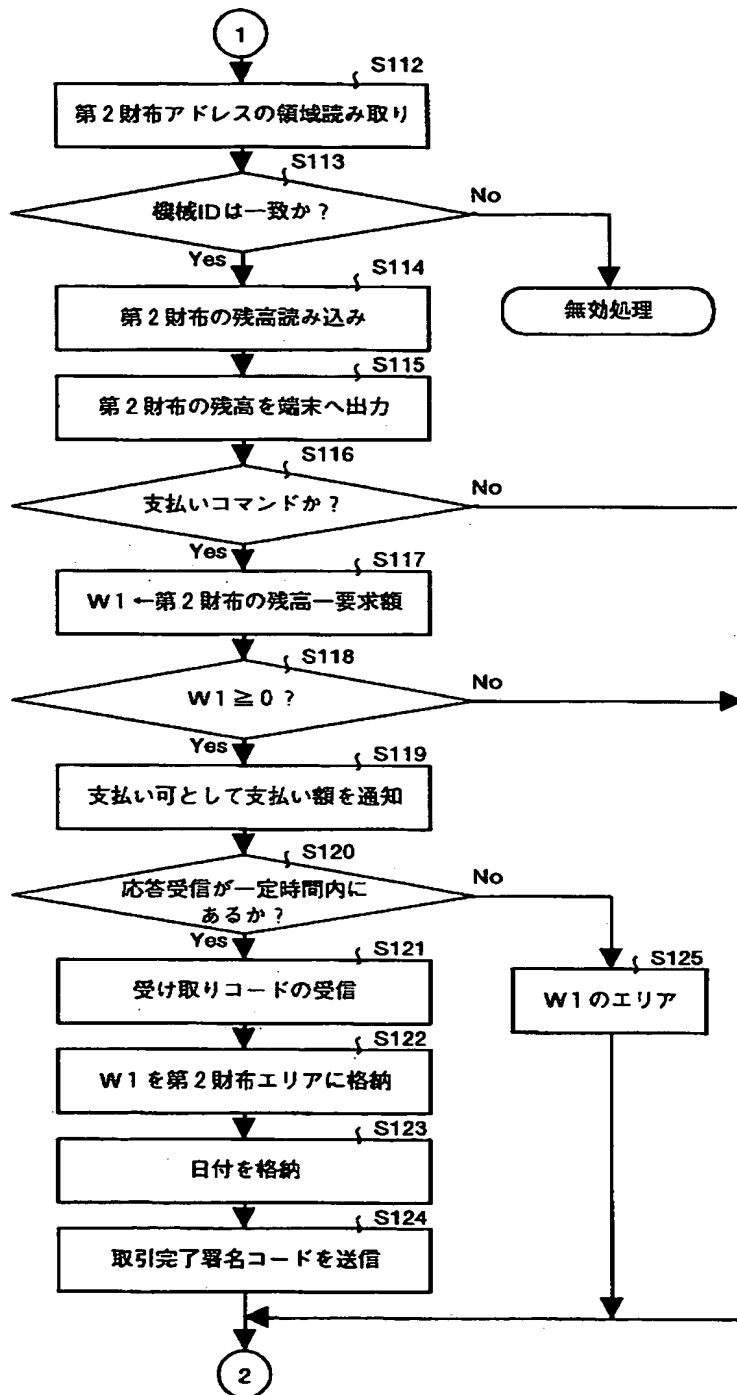 1
S112
第2財布アドレスの領域読み取り
S113
機械IDは一致か?
No
Yes
無効処理
S114
第2財布の残高読み込み
S115
第2財布の残高を端末へ出力
S116
支払いコマンドか?
No
Yes
S117
W1←第2財布の残高ー要求額
S118
W1≧0?
No
Yes
S119
支払い可として支払い額を通知
S120
応答受信が一定時間内に
あるか?
No
Yes
S121
受け取りコードの受信
S125
W1のエリア
S122
W1を第2財布エリアに格納
S123
日付を格納
S124
取引完了署名コードを送信
2